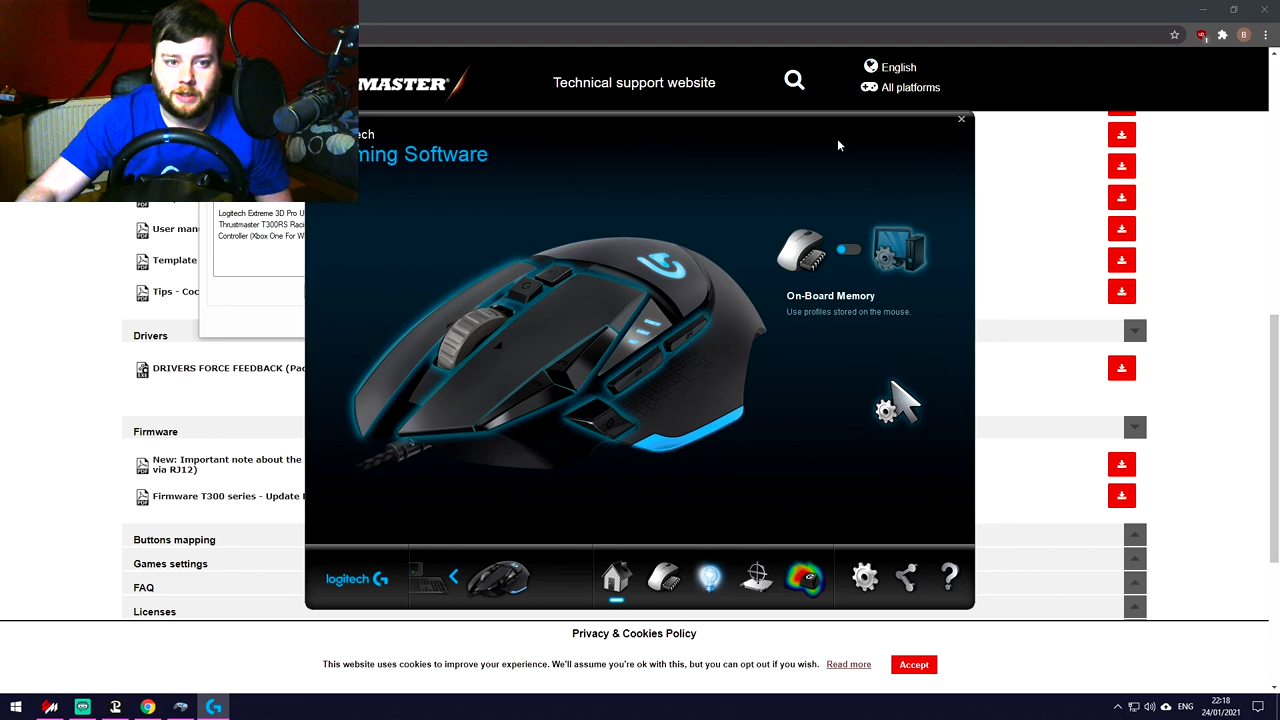 MASTER
Technical support website
English
All platforms
ech
ming Software
Logitech Extreme 3D Pro U
Thrustmaster T300RS Raci
Controller (Xbox One For W
User man
Template
Tips - Coc
On-Board Memory
Use profiles stored on the mouse.
Drivers
DRIVERS FORCE FEEDBACK (Pac
Firmware
New: Important note about the
via RJ12)
Firmware T300 series - Update
Buttons mapping
Games settings
FAQ
Licenses
logitech G
Privacy & Cookies Policy
This website uses cookies to improve your experience. We'll assume you're ok with this, but you can opt out if you wish. Read more
Accept
ENG
22:18
24/01/2021